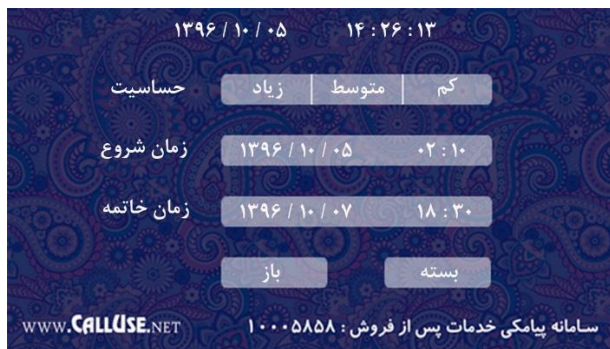 ۱۳۹۶ / ۱۰ / ۰۵ ۱۴ : ۲۶ : ۱۳
حساسیت زیاد متوسط کم
زمان شروع ۱۳۹۶ / ۱۰ / ۰۵ ۰۲ : ۱۰
زمان خاتمه ۱۳۹۶ / ۱۰ / ۰۷ ۱۸ : ۳۰
باز بسته
سامانه پیامکی خدمات پس از فروش : ۱۰۰۰۵۸۵۸ www.CALLUSE.NET